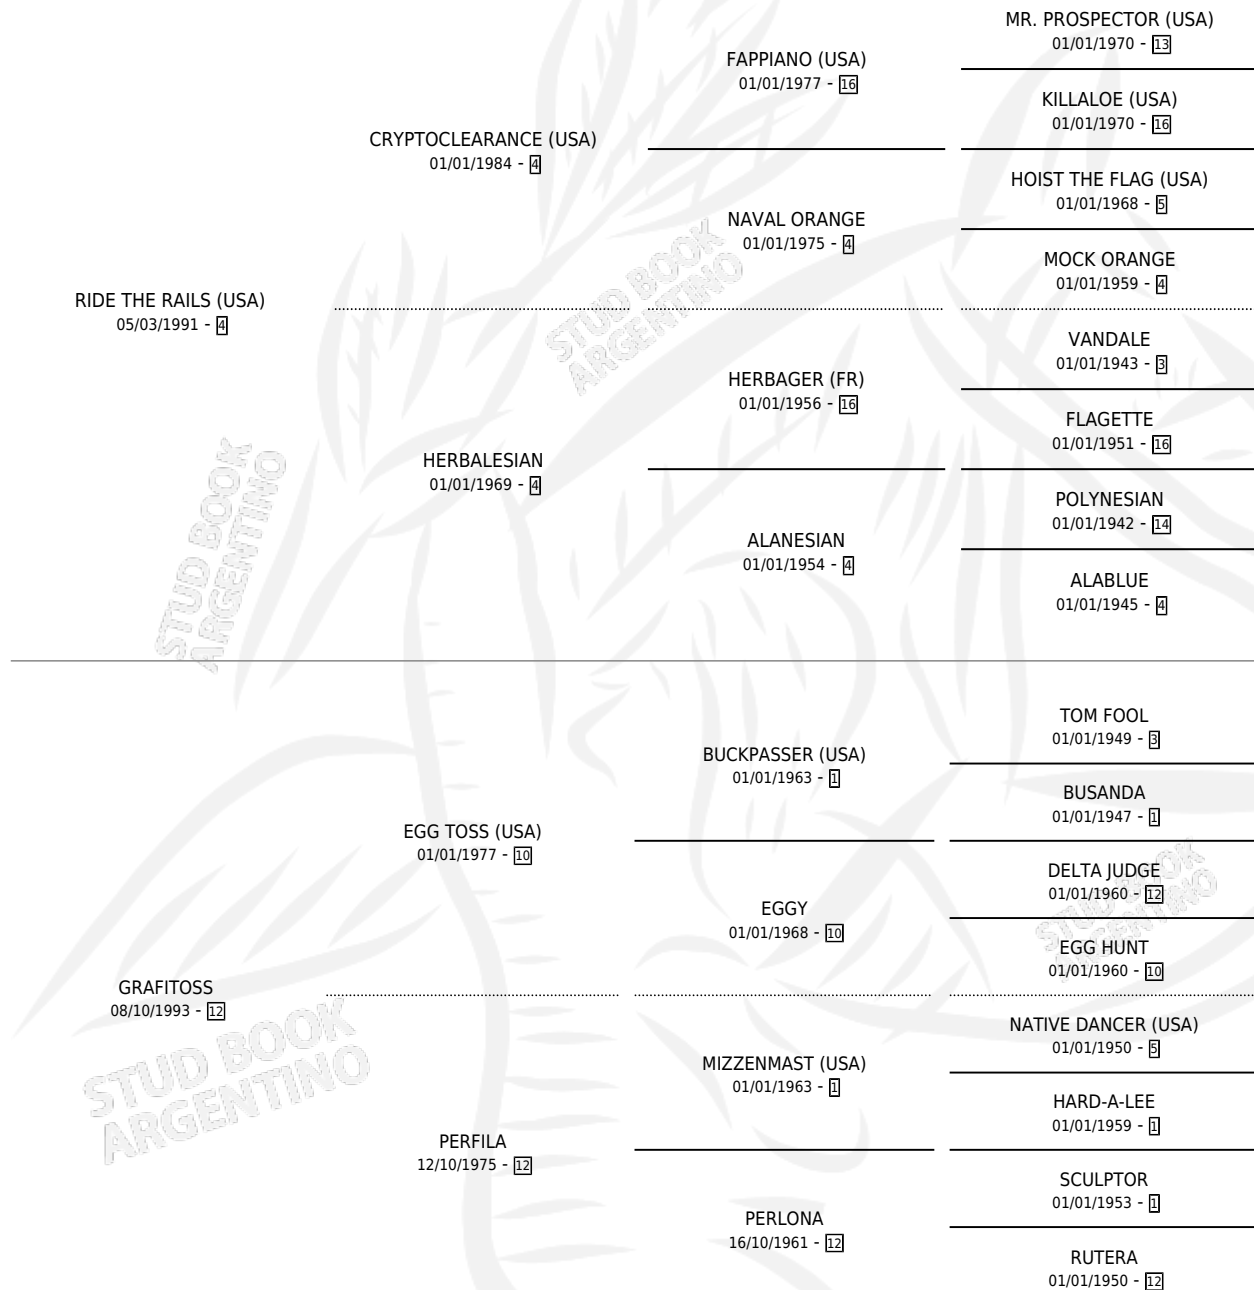 MR. PROSPECTOR (USA)
01/01/1970 - 13
FAPPIANO (USA)
01/01/1977 - 16
KILLALOE (USA)
01/01/1970 - 16
CRYPTOCLEARANCE (USA)
01/01/1984 - 4
HOIST THE FLAG (USA)
01/01/1968 - 5
NAVAL ORANGE
01/01/1975 - 4
MOCK ORANGE
01/01/1959 - 4
RIDE THE RAILS (USA)
05/03/1991 - 4
VANDALE
01/01/1943 - 3
HERBAGER (FR)
01/01/1956 - 16
FLAGETTE
01/01/1951 - 16
HERBALESIAN
01/01/1969 - 4
POLYNESIAN
01/01/1942 - 14
ALANESIAN
01/01/1954 - 4
ALABLUE
01/01/1945 - 4
TOM FOOL
01/01/1949 - 3
BUCKPASSER (USA)
01/01/1963 - 1
BUSANDA
01/01/1947 - 1
EGG TOSS (USA)
01/01/1977 - 10
DELTA JUDGE
01/01/1960 - 12
EGGY
01/01/1968 - 10
EGG HUNT
01/01/1960 - 10
GRAFITOSS
08/10/1993 - 12
NATIVE DANCER (USA)
01/01/1950 - 5
MIZZENMAST (USA)
01/01/1963 - 1
HARD-A-LEE
01/01/1959 - 1
PERFILA
12/10/1975 - 12
SCULPTOR
01/01/1953 - 1
PERLONA
16/10/1961 - 12
RUTERA
01/01/1950 - 12
STUD BOOK
ARGENTINO
STUD BOOK
ARGENTINO
STUD BOOK
ARGENTINO
STUD BOOK
ARGENTINO